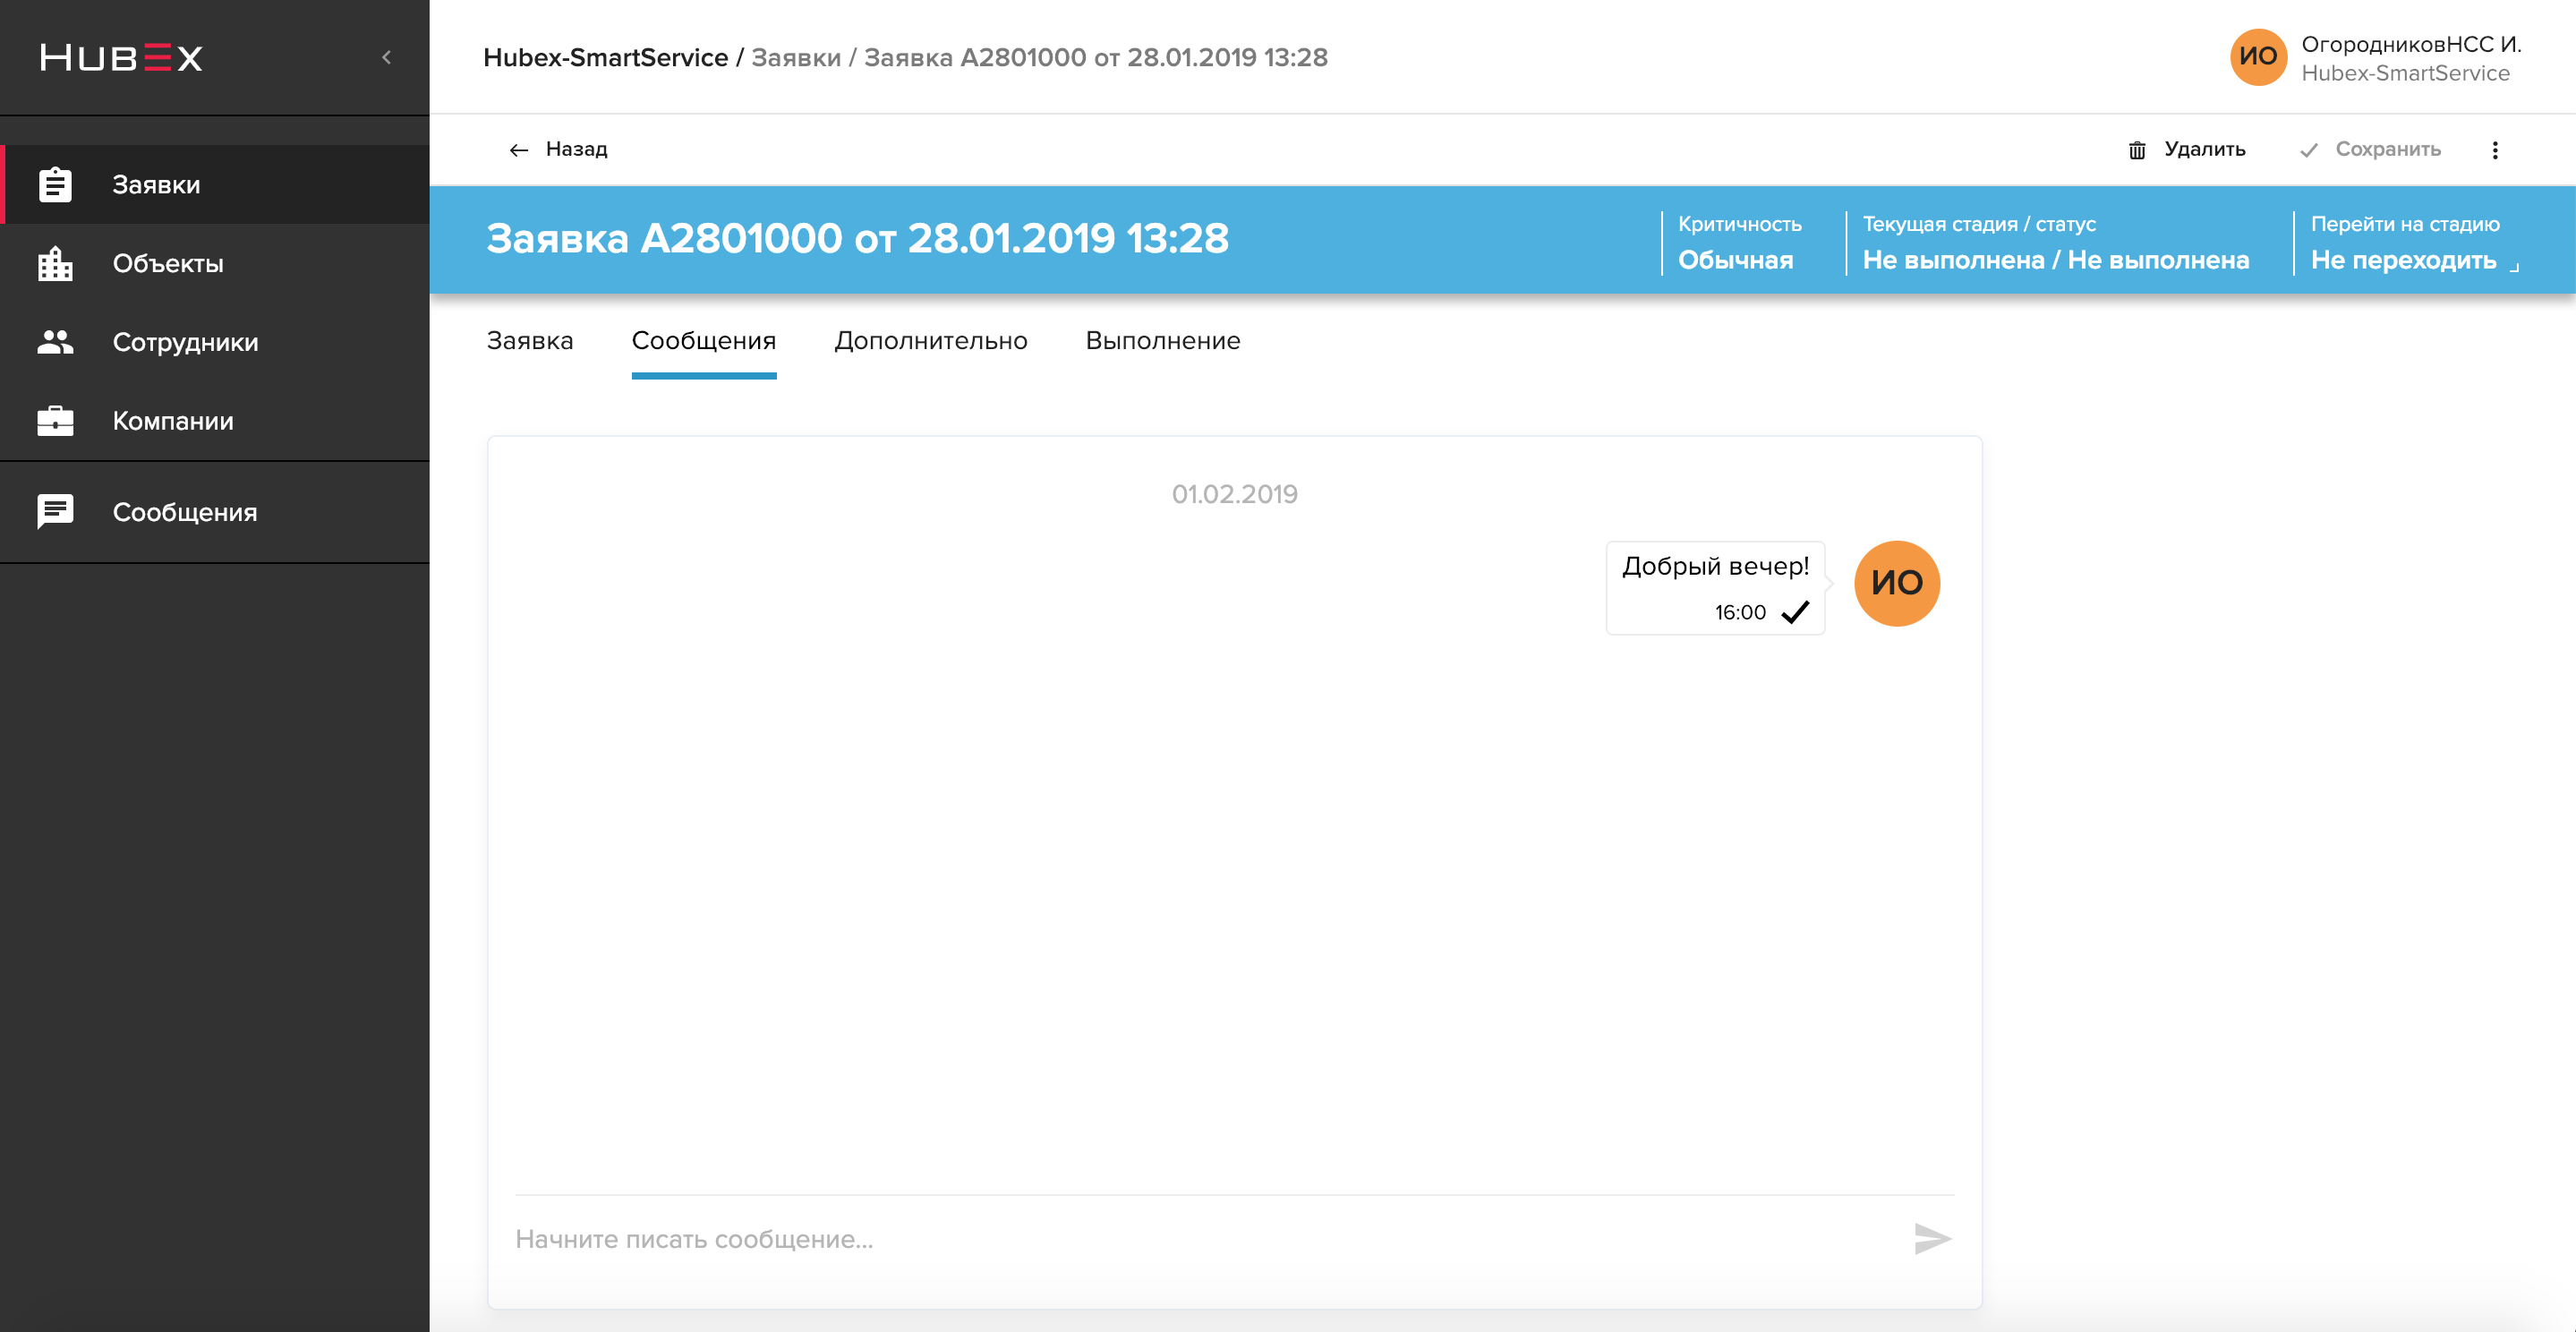 HUBEX
Hubex-SmartService / Заявки / Заявка A2801000 от 28.01.2019 13:28
ИО
ОгородниковНСС И.
Hubex-SmartService
Назад
Удалить
Сохранить
Заявки
Объекты
Сотрудники
Компании
Сообщения
Заявка A2801000 от 28.01.2019 13:28
Критичность
Обычная
Текущая стадия / статус
Не выполнена / Не выполнена
Перейти на стадию
Не переходить
Заявка
Сообщения
Дополнительно
Выполнение
01.02.2019
Добрый вечер!
16:00
ИО
Начните писать сообщение...